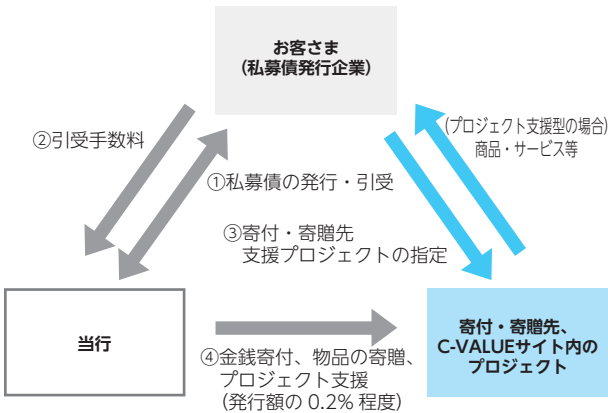 お客さま
(私募債発行企業)
②引受手数料
(プロジェクト支援型の場合)
商品・サービス等
①私募債の発行・引受
③寄付・寄贈先
支援プロジェクトの指定
当行
④金銭寄付、物品の寄贈、
プロジェクト支援
(発行額の 0.2% 程度)
寄付・寄贈先、
C-VALUEサイト内の
プロジェクト